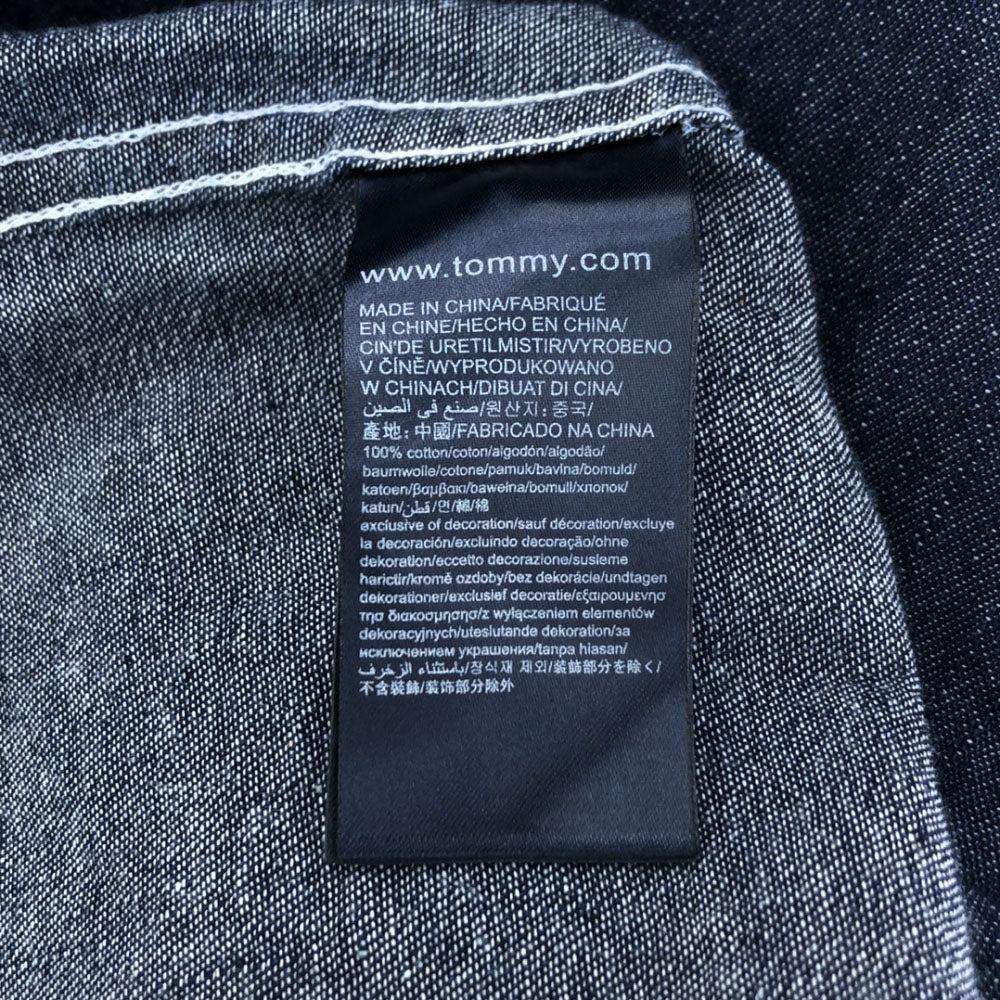 www.tommy.com
MADE IN CHINA/FABRIQUÉ
EN CHINE/HECHO EN CHINA/
CIN'DE URETILMISTIR/VYROBENO
V ČÍNĚ/WYPRODUKOWANO
W CHINACH/DIBUAT DI CINA/
صنع في الصين/원산지: 중국/
產地: 中國/FABRICADO NA CHINA
100% cotton/coton/algodón/algodão/
baumwolle/cotone/pamuk/bavlna/bomuld/
katoen/βαμβακι/bawełna/bomull/хлопок/
katun/قطن/면/綿/棉
exclusive of decoration/sauf décoration/excluye
la decoración/excluindo decoração/ohne
dekoration/eccetto decorazione/susleme
harictir/kromě ozdoby/bez dekorácie/undtagen
dekorationer/exclusief decoratie/εξαιρουμενησ
τησ διακοσμησησ/z wyłączeniem elementów
dekoracyjnych/uteslutande dekoration/за
исключением украшения/tanpa hiasan/
باستثناء الزخرف/장식재 제외/装飾部分を除く/
不含裝飾/装饰部分除外